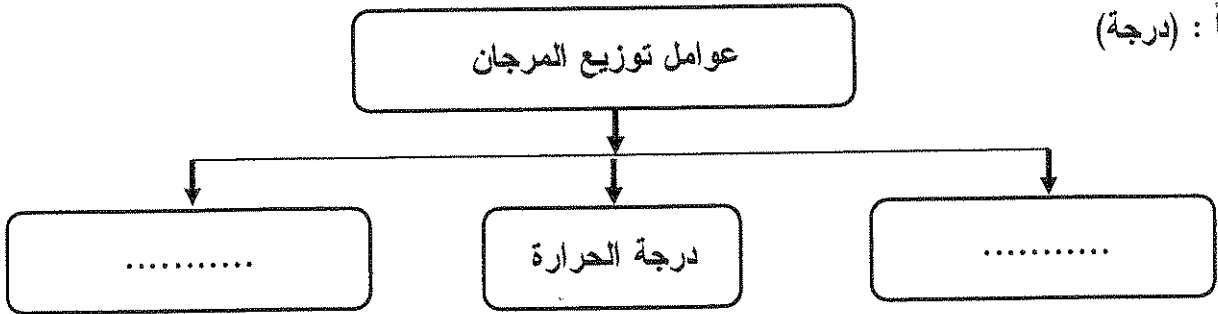 أ : (درجة)
عوامل توزيع المرجان
...........
درجة الحرارة
...........